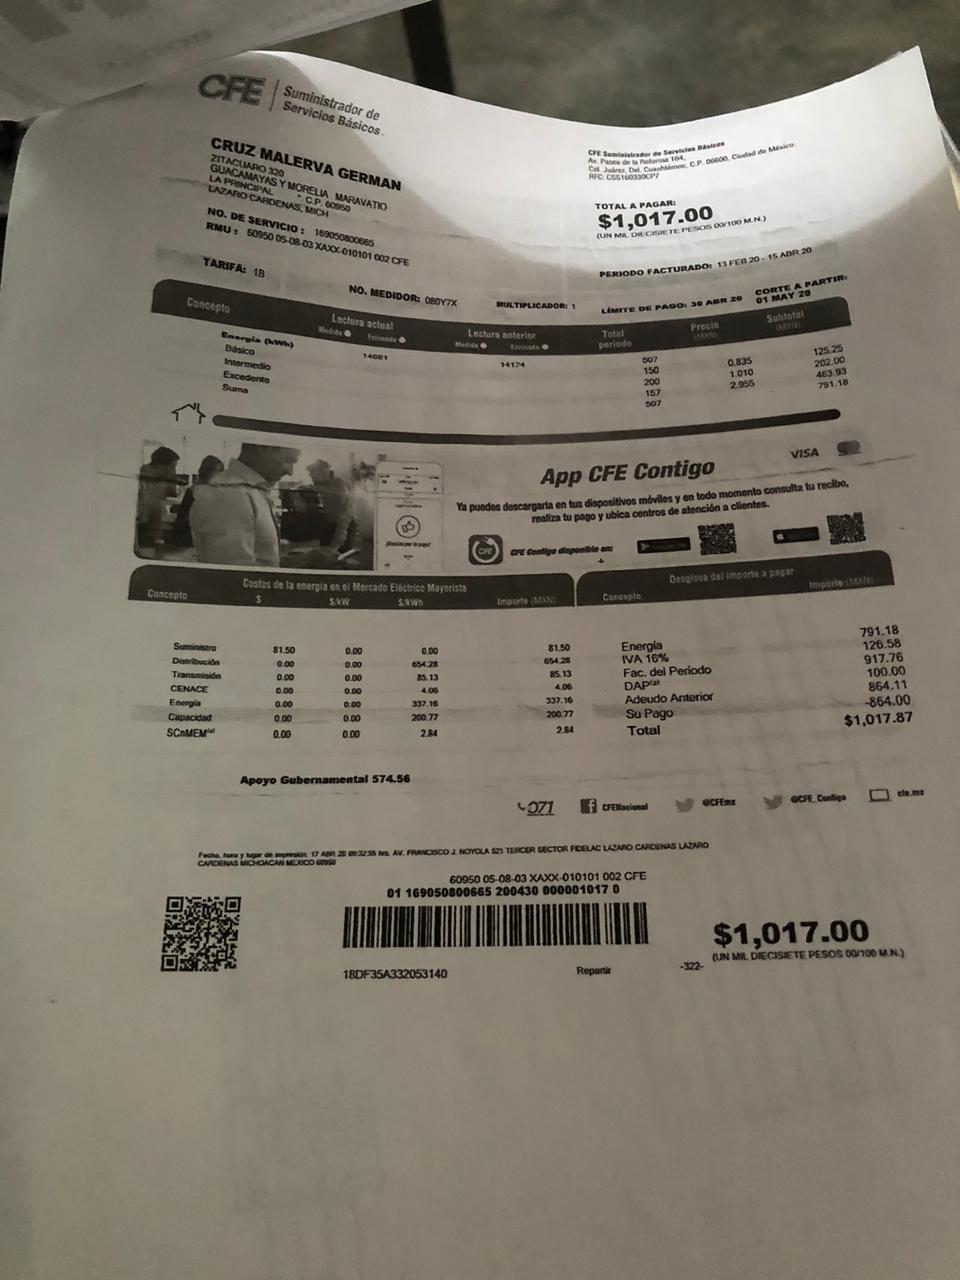 CFE Suministrador de
Servicios Básicos
CRUZ MALERVA GERMAN
ZITACUARO 320
GUACAMAYAS Y MORELIA MARAVATIO
LA PRINCIPAL C.P. 60950
LAZARO CARDENAS, MICH
NO. DE SERVICIO : 169050800665
RMU : 60950 05-08-03 XAXX-010101 002 CFE
CFE Suministrador de Servicios Básicos
Av. Paseo de la Reforma 164,
Col. Juárez, Del. Cuauhtémoc, C.P. 06600, Ciudad de México.
RFC: CSS160330CP7
TOTAL A PAGAR:
$1,017.00
(UN MIL DIECISIETE PESOS 00/100 M.N.)
PERIODO FACTURADO: 13 FEB 20 - 15 ABR 20
TARIFA: 1B NO. MEDIDOR: 080Y7X MULTIPLICADOR: 1 LÍMITE DE PAGO: 30 ABR 20 CORTE A PARTIR:
01 MAY 20
Concepto Lectura actual Lectura anterior Total periodo Precio (MXN) Subtotal (MXN)
Medida Estimada Medida Estimada
Energía (kWh) 14681 14174 507
Básico 150 0.835 125.25
Intermedio 200 1.010 202.00
Excedente 157 2.955 463.93
Suma 507 791.18
VISA
App CFE Contigo
Ya puedes descargarla en tus dispositivos móviles y en todo momento consulta tu recibo,
realiza tu pago y ubica centros de atención a clientes.
CFE CFE Contigo disponible en:
Costos de la energía en el Mercado Eléctrico Mayorista
Concepto $ $/kW $/kWh Importe (MXN)
Suministro 81.50 0.00 0.00 81.50
Distribución 0.00 0.00 654.28 654.28
Transmisión 0.00 0.00 85.13 85.13
CENACE 0.00 0.00 4.06 4.06
Energía 0.00 0.00 337.16 337.16
Capacidad 0.00 0.00 200.77 200.77
SCnMEM 0.00 0.00 2.84 2.84
Desglose del importe a pagar
Concepto Importe (MXN)
Energía 791.18
IVA 16% 126.58
Fac. del Periodo 917.76
DAP 100.00
Adeudo Anterior 864.11
Su Pago -864.00
Total $1,017.87
Apoyo Gubernamental 574.56
071 CFENacional @CFEmx @CFE_Contigo cfe.mx
Fecha, hora y lugar de impresión: 17 ABR 20 09:32:55 hrs. AV. FRANCISCO J. NOYOLA 521 TERCER SECTOR FIDELAC LAZARO CARDENAS LAZARO
CARDENAS MICHOACAN MEXICO 60950
60950 05-08-03 XAXX-010101 002 CFE
01 169050800665 200430 000001017 0
$1,017.00
(UN MIL DIECISIETE PESOS 00/100 M.N.)
18DF35A332053140 Repartir -322-